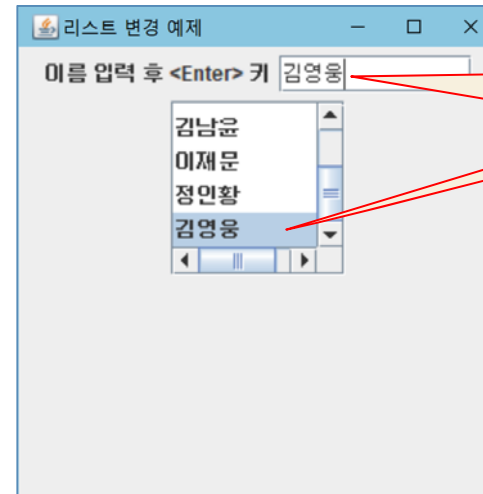 리스트 변경 예제
이름 입력 후 <Enter> 키 김영웅
김남윤
이재문
정인황
김영웅